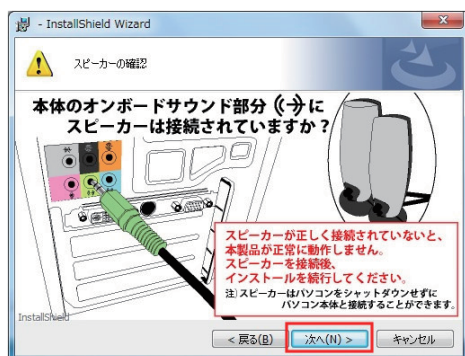 - InstallShield Wizard
スピーカーの確認
本体のオンボードサウンド部分 に
スピーカーは接続されていますか?
スピーカーが正しく接続されていないと、
本製品が正常に動作しません。
スピーカーを接続後、
インストールを続行してください。
注)スピーカーはパソコンをシャットダウンせずに
パソコン本体と接続することができます。
InstallShield
< 戻る(B)
次へ(N) >
キャンセル